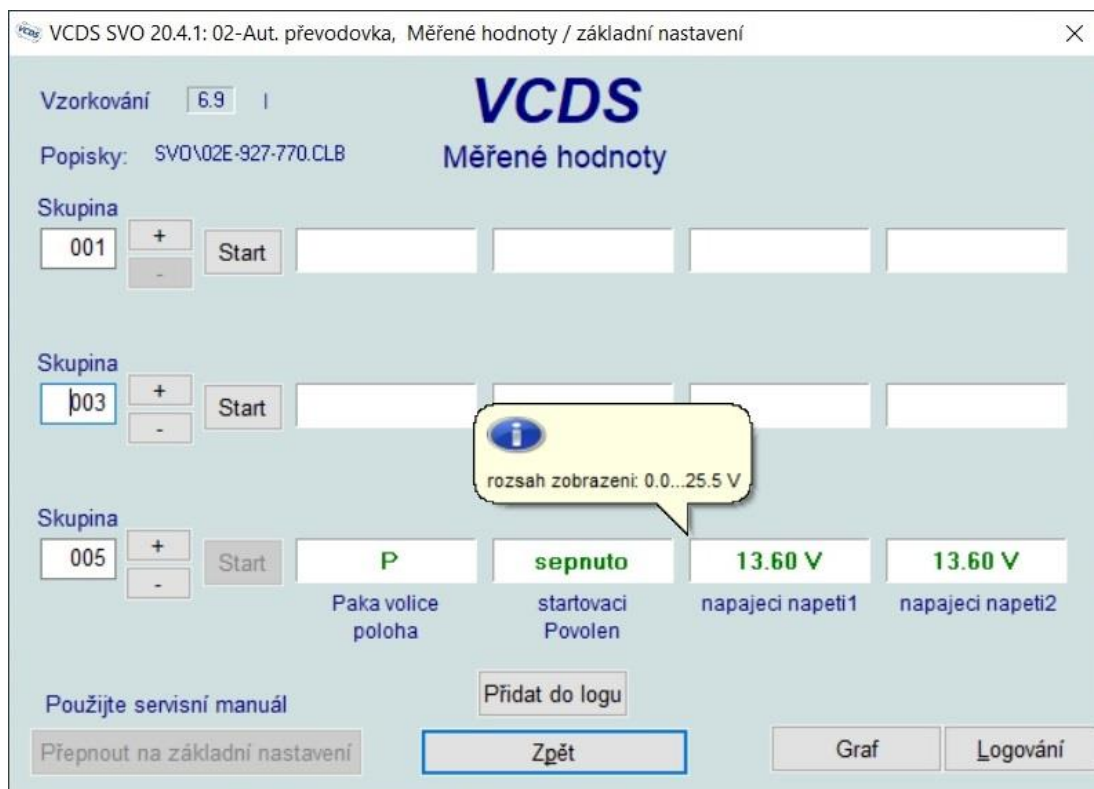 VCDS
VCDS SVO 20.4.1: 02-Aut. převodovka, Měřené hodnoty / základní nastavení
Vzorkování 6.9 I
VCDS
Popisky: SVO\02E-927-770.CLB
Měřené hodnoty
Skupina
001 + - Start
Skupina
003 + - Start
rozsah zobrazeni: 0.0...25.5 V
Skupina
005 + - Start P sepnuto 13.60 V 13.60 V
Paka volice startovaci napajeci napeti1 napajeci napeti2
poloha Povolen
Přidat do logu
Použijte servisní manuál
Přepnout na základní nastavení Zpět Graf Logování